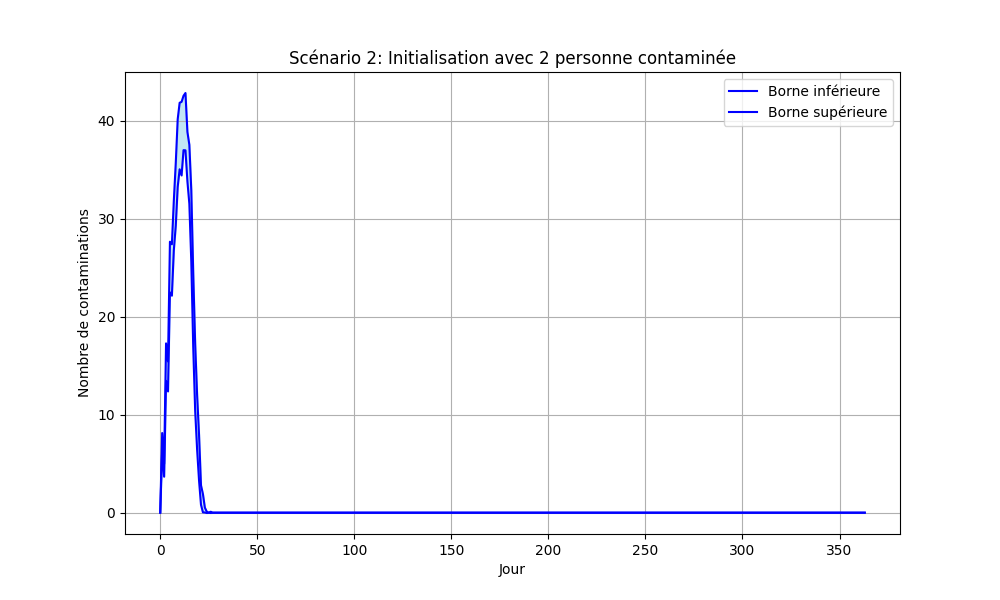 Scénario 2: Initialisation avec 2 personne contaminée
Borne inférieure
Borne supérieure
Nombre de contaminations
40
30
20
10
0
0 50 100 150 200 250 300 350
Jour